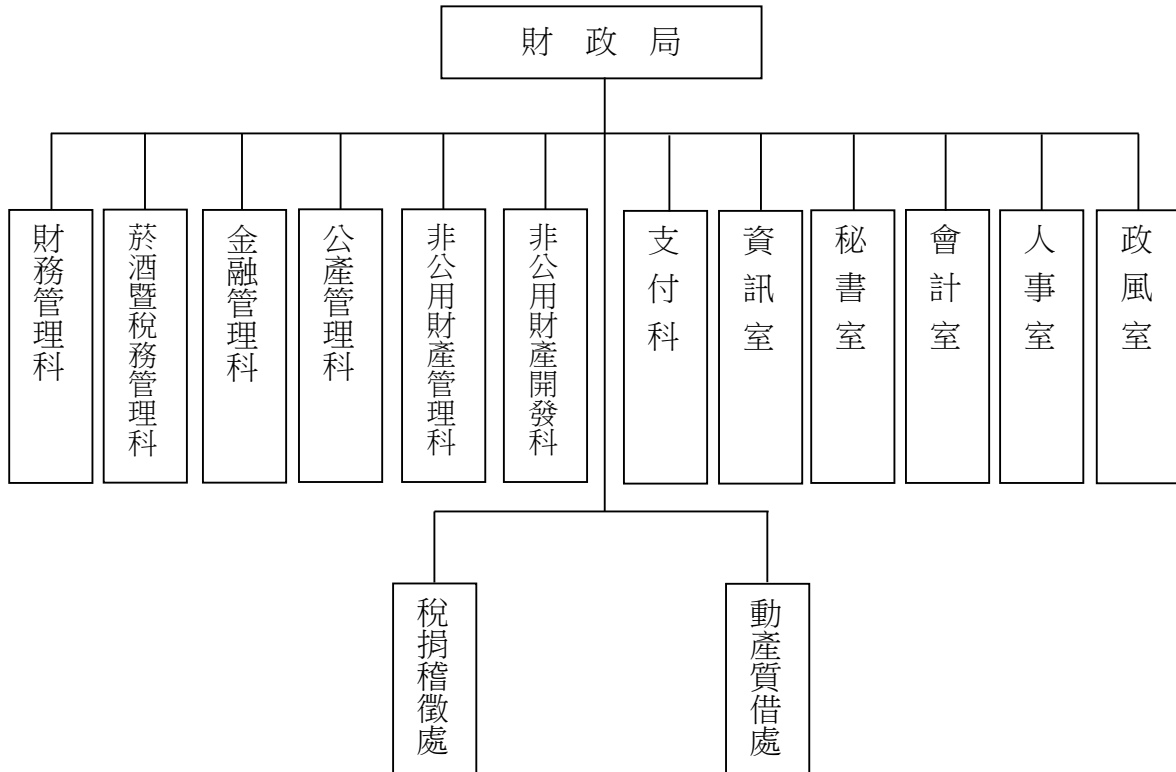 財政局
財務管理科
菸酒暨稅務管理科
金融管理科
公產管理科
非公用財產管理科
非公用財產開發科
支付科
資訊室
秘書室
會計室
人事室
政風室
稅捐稽徵處
動產質借處